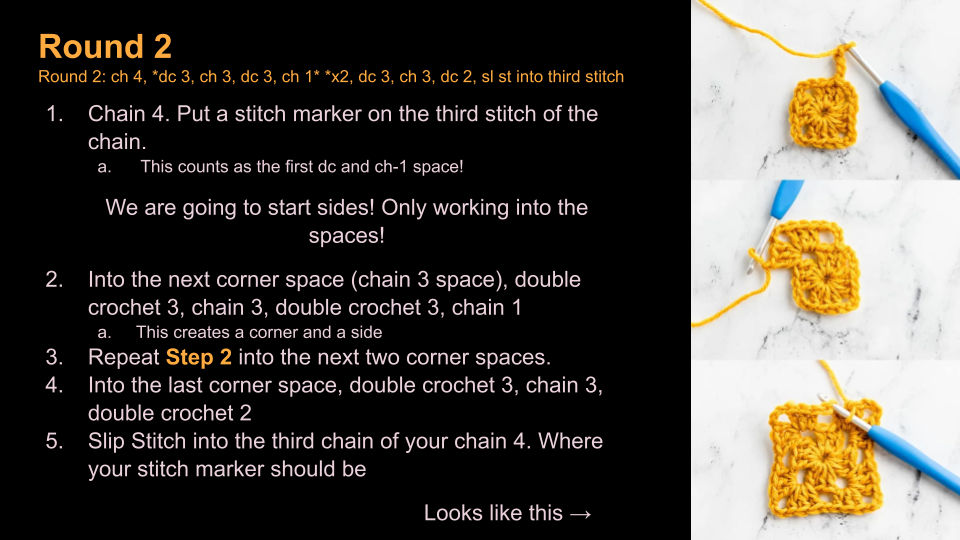 Round 2
Round 2: ch 4, *dc 3, ch 3, dc 3, ch 1* *x2, dc 3, ch 3, dc 2, sl st into third stitch
1. Chain 4. Put a stitch marker on the third stitch of the
chain.
a. This counts as the first dc and ch-1 space!
We are going to start sides! Only working into the
spaces!
2. Into the next corner space (chain 3 space), double
crochet 3, chain 3, double crochet 3, chain 1
a. This creates a corner and a side
3. Repeat Step 2 into the next two corner spaces.
4. Into the last corner space, double crochet 3, chain 3,
double crochet 2
5. Slip Stitch into the third chain of your chain 4. Where
your stitch marker should be
Looks like this →